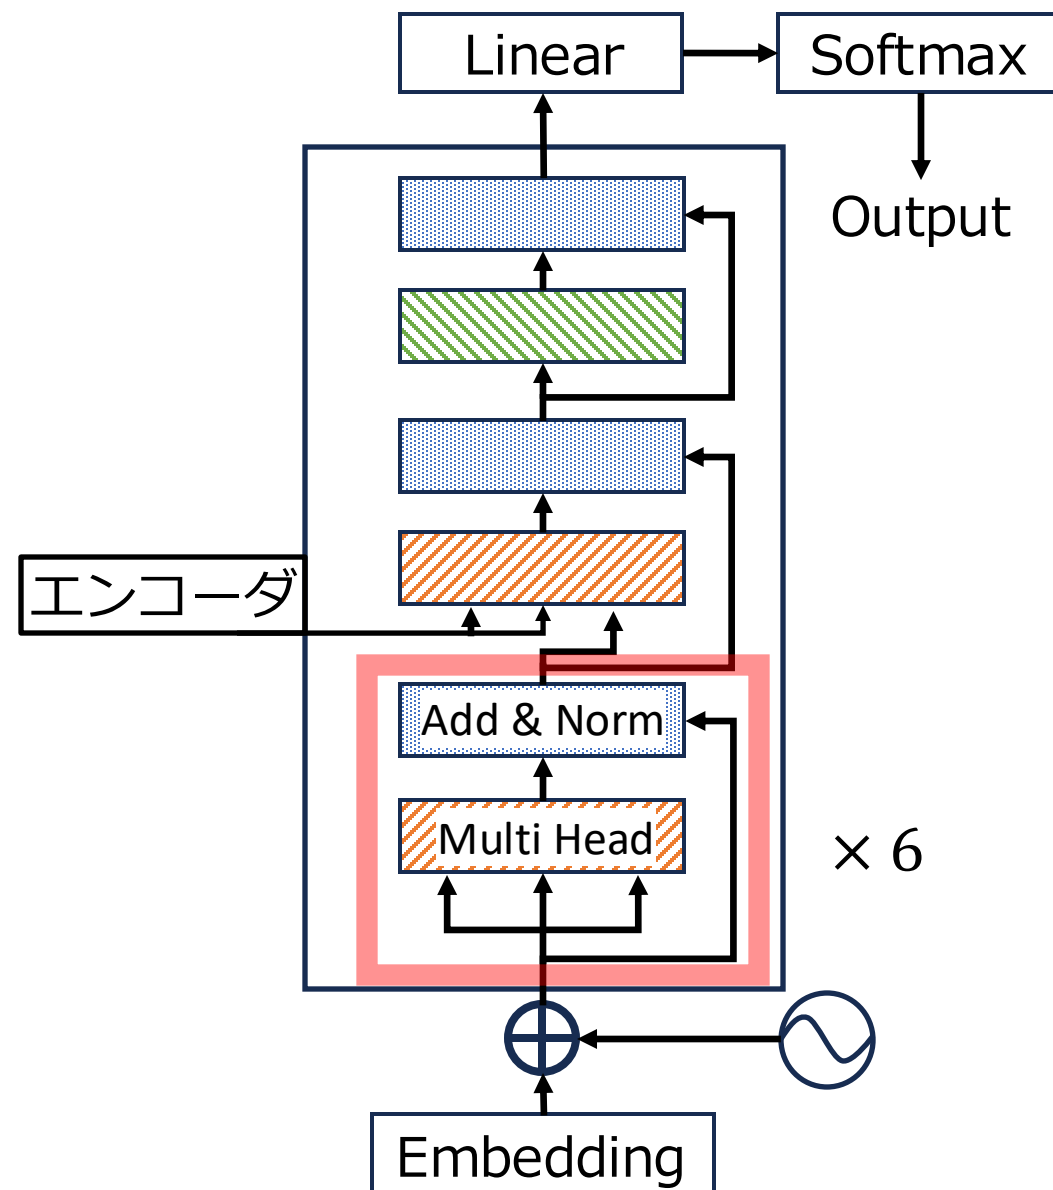 Linear
Softmax
Output
エンコーダ
Add & Norm
Multi Head
× 6
Embedding